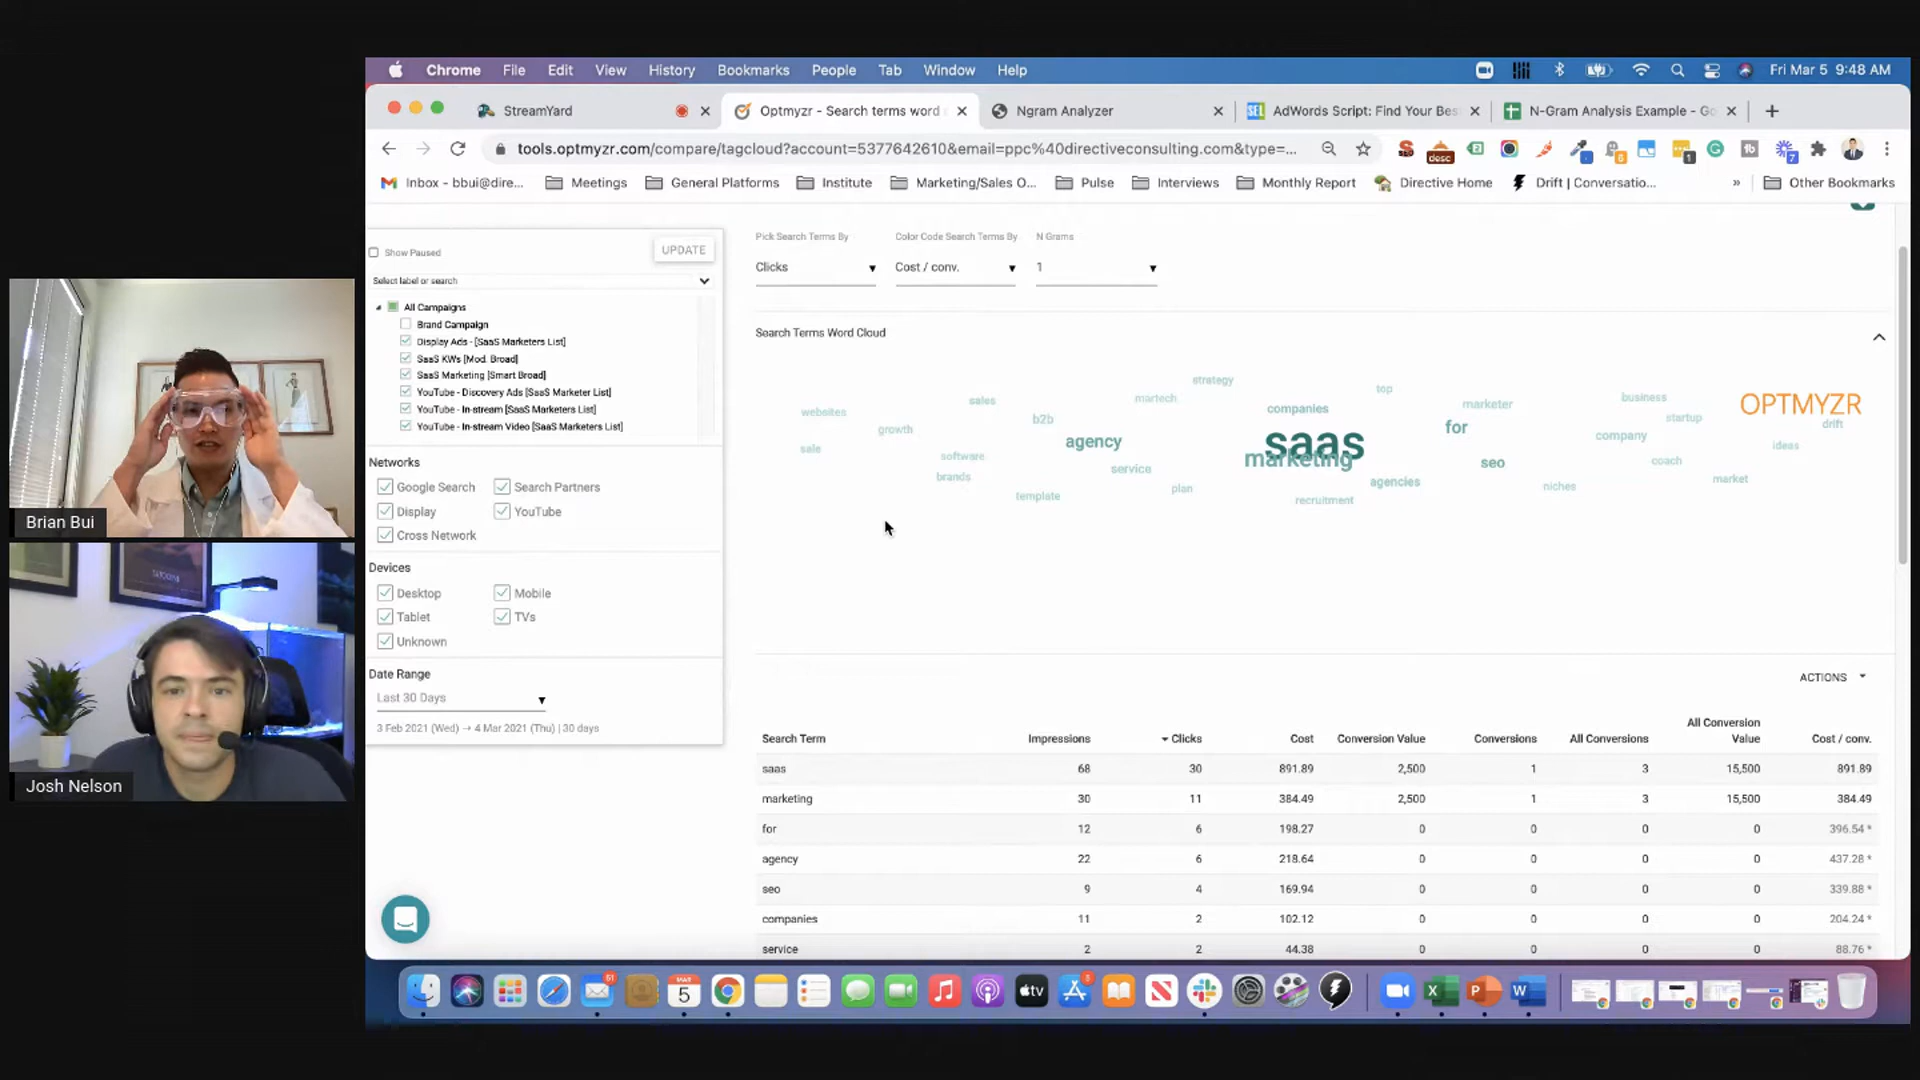 Chrome File Edit View History Bookmarks People Tab Window Help Fri Mar 5 9:48 AM
StreamYard Optmyzr - Search terms word Ngram Analyzer SEL AdWords Script: Find Your Bes N-Gram Analysis Example - Go
tools.optmyzr.com/compare/tagcloud?account=5377642610&email=ppc%40directiveconsulting.com&type=...
Inbox - bbui@dire... Meetings General Platforms Institute Marketing/Sales O... Pulse Interviews Monthly Report Directive Home Drift | Conversatio... » Other Bookmarks
Show Paused UPDATE
Select label or search
All Campaigns
Brand Campaign
Display Ads - [SaaS Marketers List]
SaaS KWs [Mod. Broad]
SaaS Marketing [Smart Broad]
YouTube - Discovery Ads [SaaS Marketer List]
YouTube - In-stream [SaaS Marketers List]
YouTube - In-stream Video [SaaS Marketers List]
Networks
Google Search Search Partners
Display YouTube
Cross Network
Devices
Desktop Mobile
Tablet TVs
Unknown
Date Range
Last 30 Days
3 Feb 2021 (Wed) → 4 Mar 2021 (Thu) | 30 days
Pick Search Terms By Color Code Search Terms By N Grams
Clicks Cost / conv. 1
Search Terms Word Cloud
strategy
top
martech
sales
business
OPTMYZR
marketer
companies
websites
b2b
startup
drift
growth
for
saas
agency
company
ideas
sale
software
marketing
seo
coach
service
brands
agencies
market
plan
niches
template
recruitment
ACTIONS
Search Term Impressions Clicks Cost Conversion Value Conversions All Conversions All Conversion Value Cost / conv.
saas 68 30 891.89 2,500 1 3 15,500 891.89
marketing 30 11 384.49 2,500 1 3 15,500 384.49
for 12 6 198.27 0 0 0 0 396.54 *
agency 22 6 218.64 0 0 0 0 437.28 *
seo 9 4 169.94 0 0 0 0 339.88 *
companies 11 2 102.12 0 0 0 0 204.24 *
service 2 2 44.38 0 0 0 0 88.76 *
Brian Bui
Josh Nelson